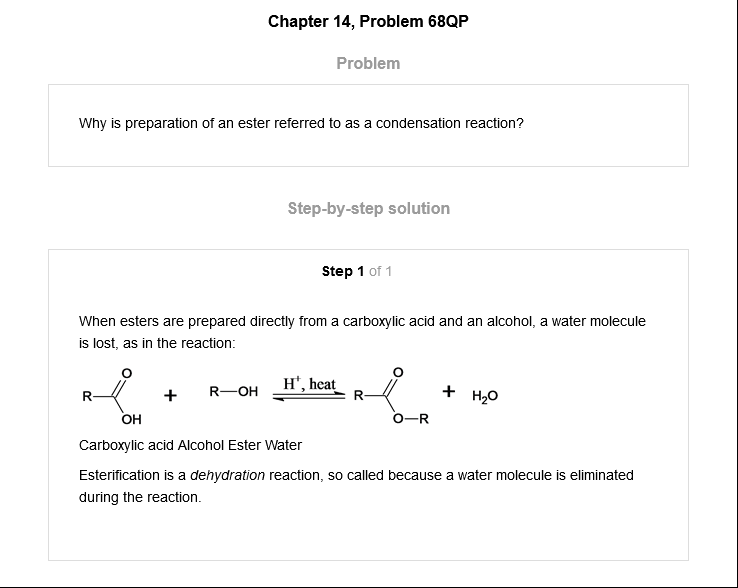 Chapter 14, Problem 68QP
Problem
Why is preparation of an ester referred to as a condensation reaction?
Step-by-step solution
Step 1 of 1
When esters are prepared directly from a carboxylic acid and an alcohol, a water molecule
is lost, as in the reaction:
O
R
OH
+
R—OH
H⁺, heat
O
R
O—R
+
H₂O
Carboxylic acid Alcohol Ester Water
Esterification is a dehydration reaction, so called because a water molecule is eliminated
during the reaction.